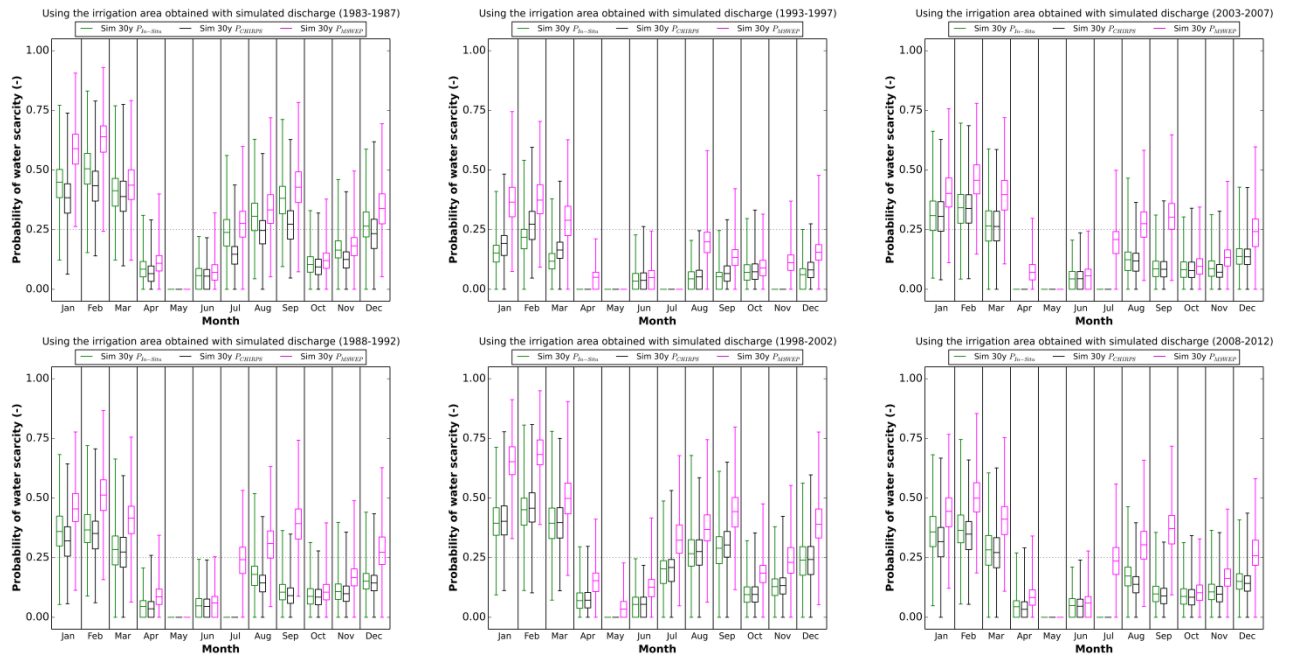 Using the irrigation area obtained with simulated discharge (1983-1987)
Sim 30y P_In-Situ Sim 30y P_CHIRPS Sim 30y P_MSWEP
Probability of water scarcity (-)
1.00
0.75
0.50
0.25
0.00
Jan Feb Mar Apr May Jun Jul Aug Sep Oct Nov Dec
Month
Using the irrigation area obtained with simulated discharge (1993-1997)
Sim 30y P_In-Situ Sim 30y P_CHIRPS Sim 30y P_MSWEP
Probability of water scarcity (-)
1.00
0.75
0.50
0.25
0.00
Jan Feb Mar Apr May Jun Jul Aug Sep Oct Nov Dec
Month
Using the irrigation area obtained with simulated discharge (2003-2007)
Sim 30y P_In-Situ Sim 30y P_CHIRPS Sim 30y P_MSWEP
Probability of water scarcity (-)
1.00
0.75
0.50
0.25
0.00
Jan Feb Mar Apr May Jun Jul Aug Sep Oct Nov Dec
Month
Using the irrigation area obtained with simulated discharge (1988-1992)
Sim 30y P_In-Situ Sim 30y P_CHIRPS Sim 30y P_MSWEP
Probability of water scarcity (-)
1.00
0.75
0.50
0.25
0.00
Jan Feb Mar Apr May Jun Jul Aug Sep Oct Nov Dec
Month
Using the irrigation area obtained with simulated discharge (1998-2002)
Sim 30y P_In-Situ Sim 30y P_CHIRPS Sim 30y P_MSWEP
Probability of water scarcity (-)
1.00
0.75
0.50
0.25
0.00
Jan Feb Mar Apr May Jun Jul Aug Sep Oct Nov Dec
Month
Using the irrigation area obtained with simulated discharge (2008-2012)
Sim 30y P_In-Situ Sim 30y P_CHIRPS Sim 30y P_MSWEP
Probability of water scarcity (-)
1.00
0.75
0.50
0.25
0.00
Jan Feb Mar Apr May Jun Jul Aug Sep Oct Nov Dec
Month